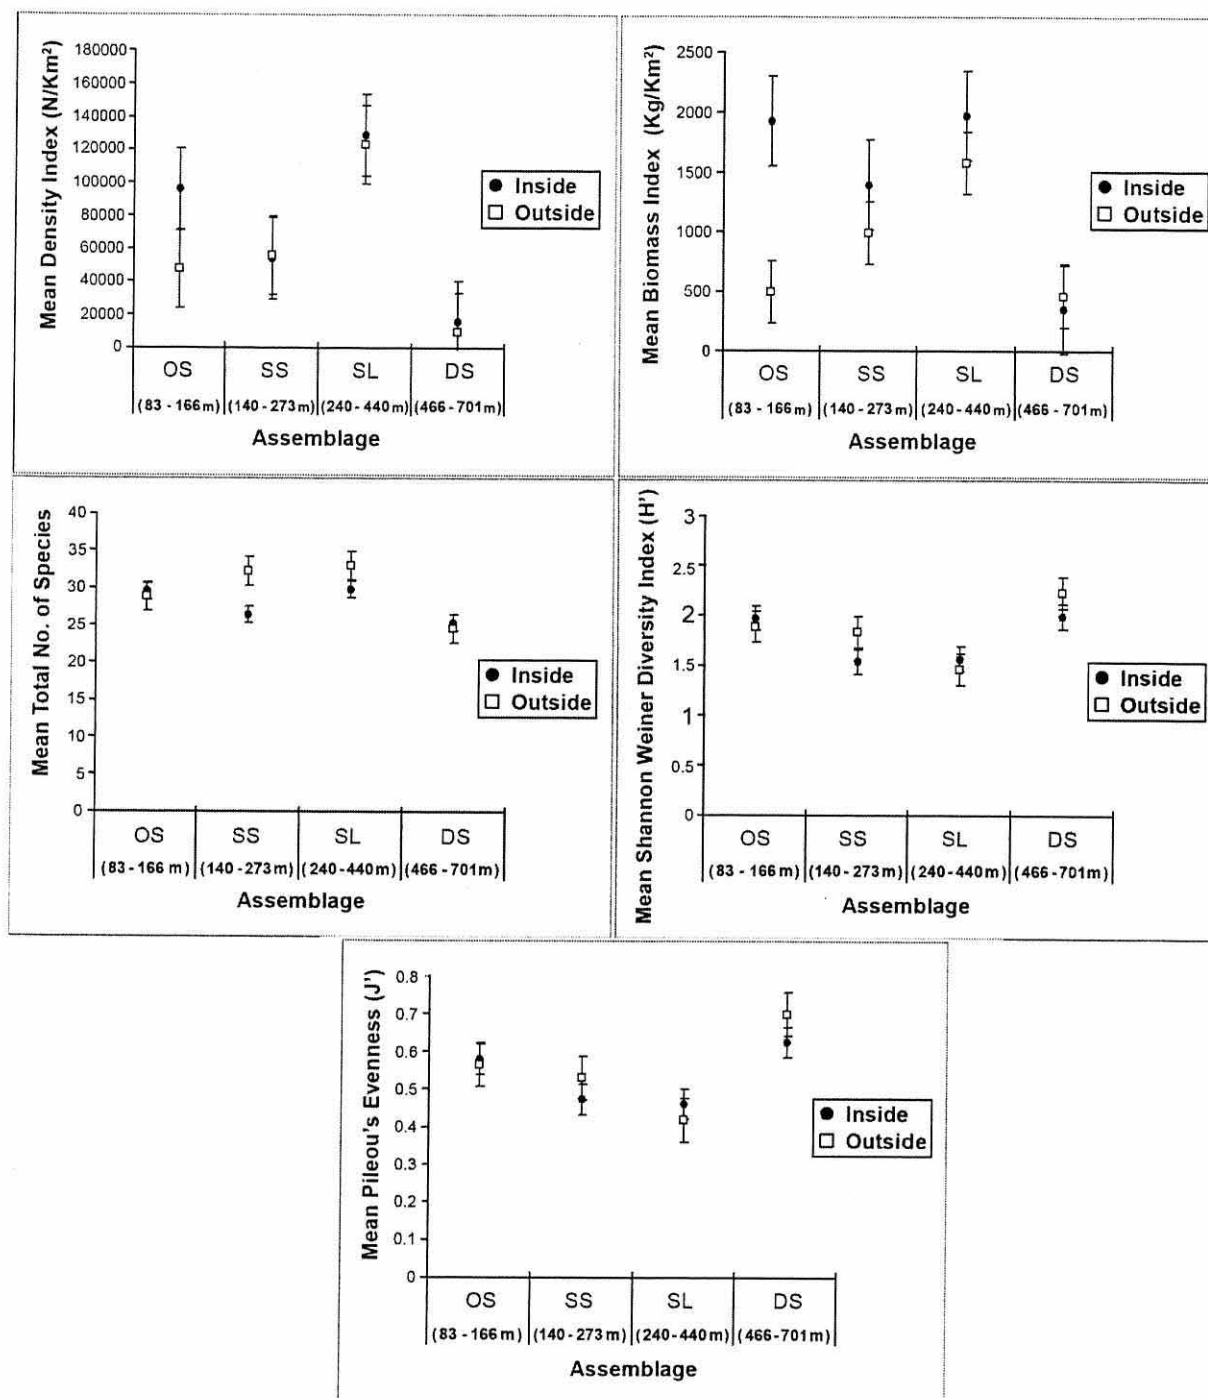 Mean Density Index (N/Km²)
180000
160000
140000
120000
100000
80000
60000
40000
20000
0
OS SS SL DS
(83 - 166 m) (140 - 273 m) (240 - 440 m) (466 - 701 m)
Assemblage
Inside
Outside
Mean Biomass Index (Kg/Km²)
2500
2000
1500
1000
500
0
OS SS SL DS
(83 - 166 m) (140 - 273 m) (240 - 440 m) (466 - 701 m)
Assemblage
Inside
Outside
Mean Total No. of Species
40
35
30
25
20
15
10
5
0
OS SS SL DS
(83 - 166 m) (140 - 273 m) (240 - 440 m) (466 - 701 m)
Assemblage
Inside
Outside
Mean Shannon Weiner Diversity Index (H')
3
2.5
2
1.5
1
0.5
0
OS SS SL DS
(83 - 166 m) (140 - 273 m) (240 - 440 m) (466 - 701 m)
Assemblage
Inside
Outside
Mean Pileou's Evenness (J')
0.8
0.7
0.6
0.5
0.4
0.3
0.2
0.1
0
OS SS SL DS
(83 - 166 m) (140 - 273 m) (240 - 440 m) (466 - 701 m)
Assemblage
Inside
Outside